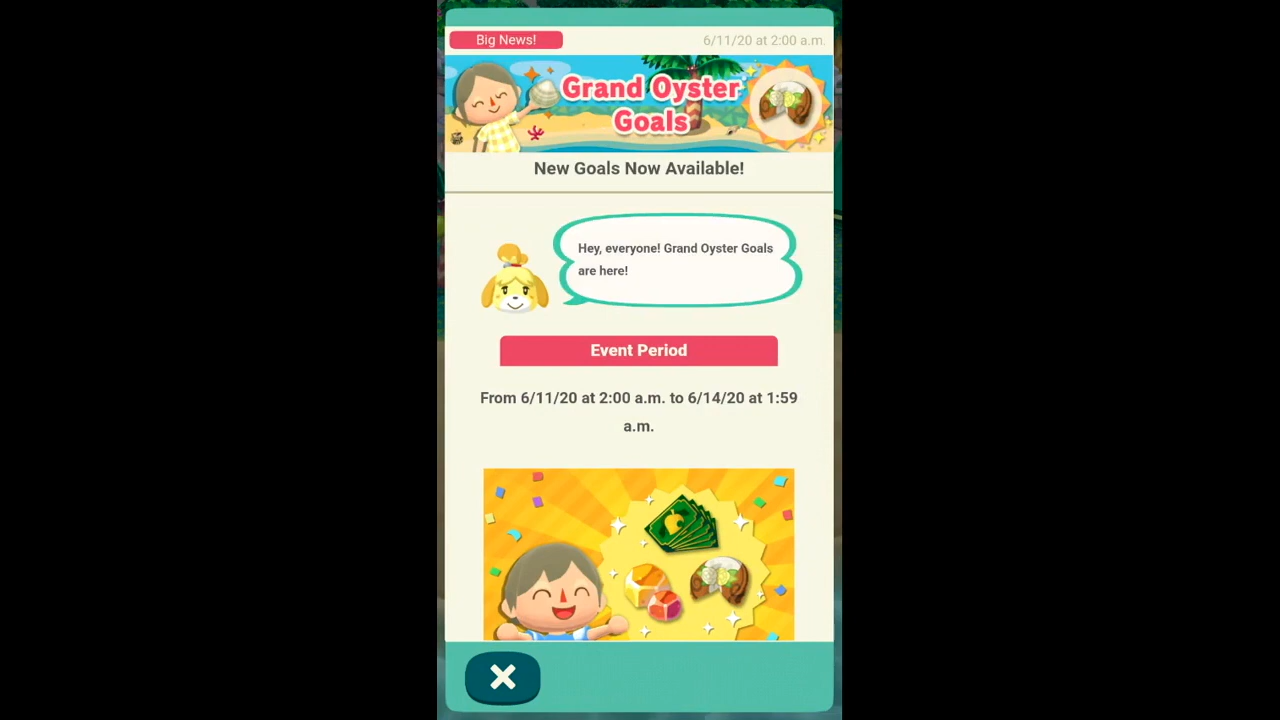 Big News!
6/11/20 at 2:00 a.m.
Grand Oyster
Goals
New Goals Now Available!
Hey, everyone! Grand Oyster Goals
are here!
Event Period
From 6/11/20 at 2:00 a.m. to 6/14/20 at 1:59
a.m.